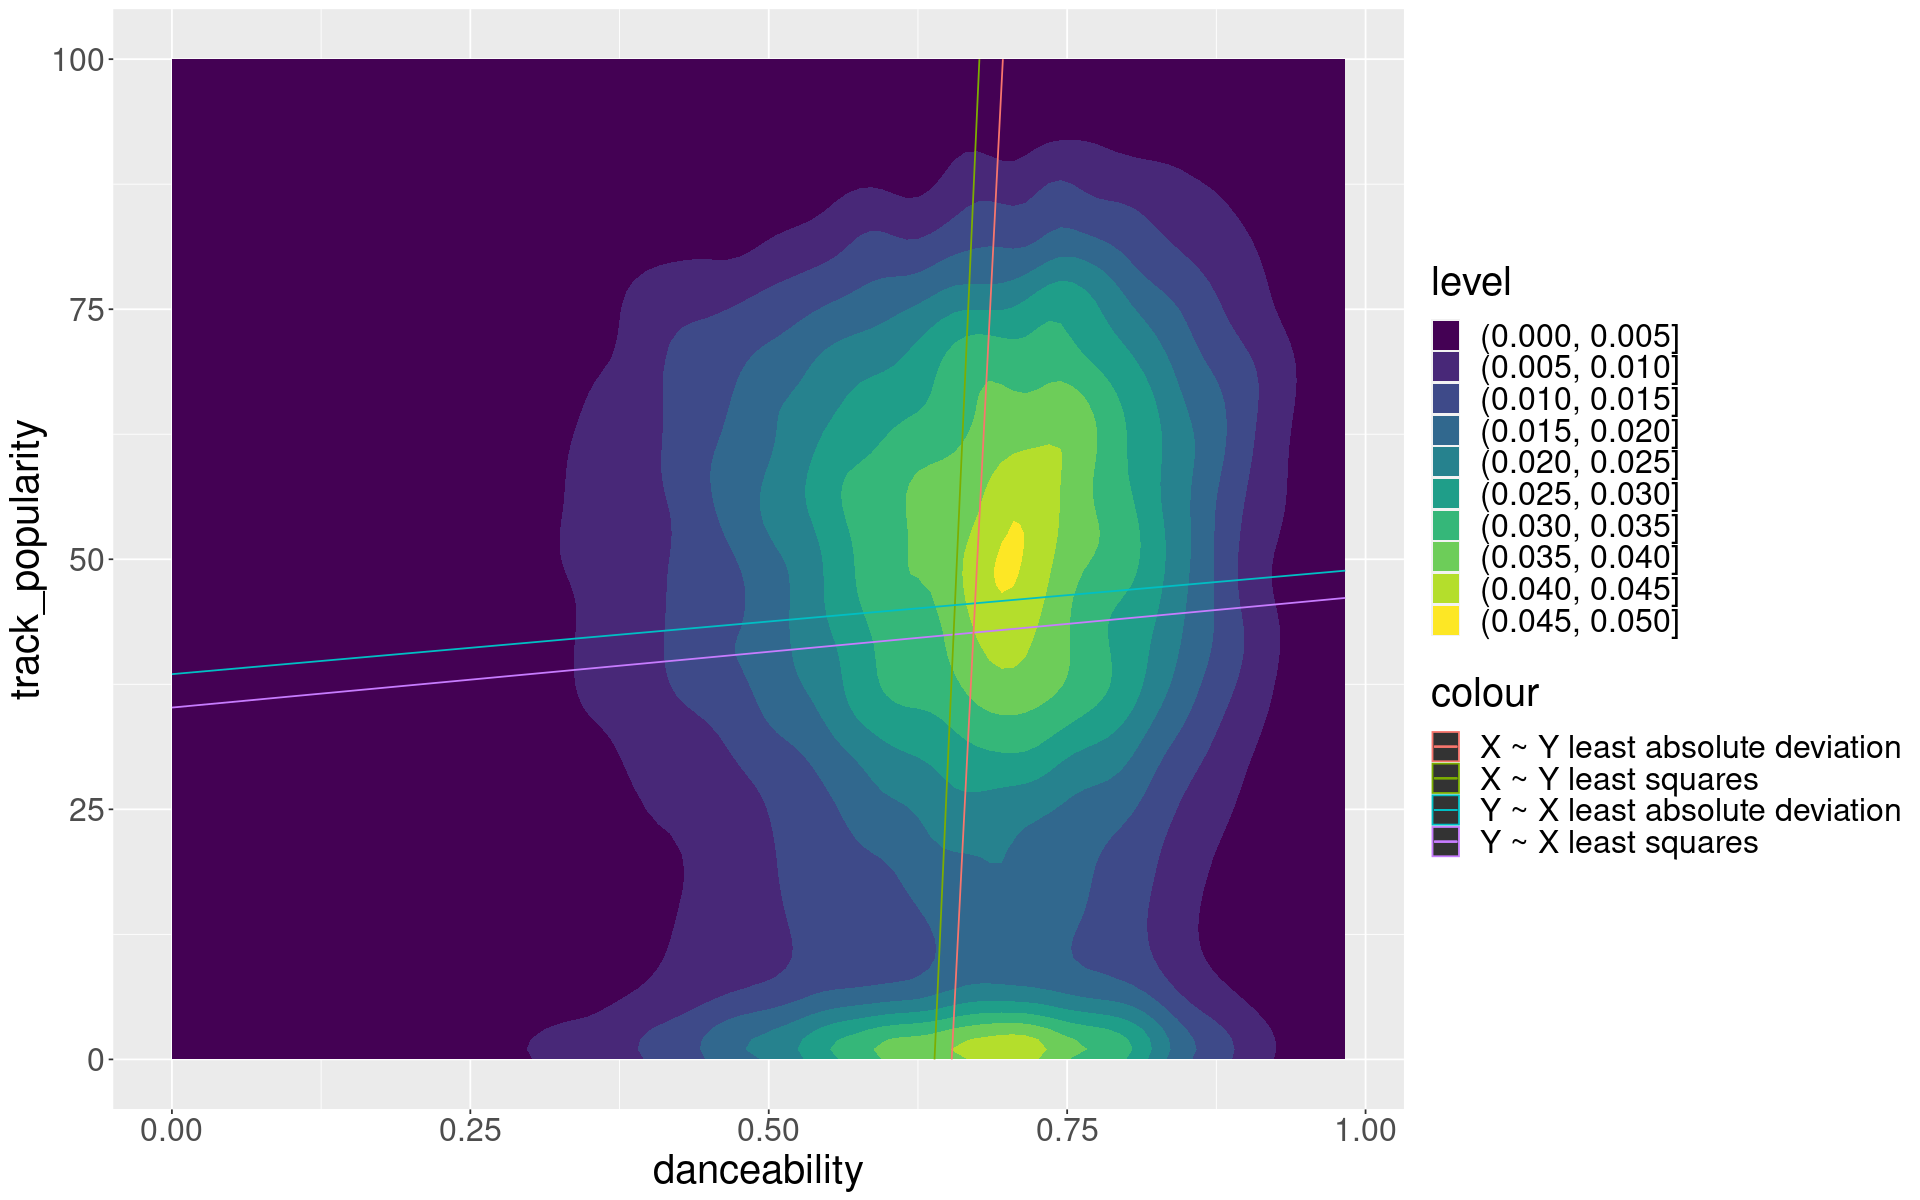 track_popularity
100
75
50
25
0
0.00 0.25 0.50 0.75 1.00
danceability
level
(0.000, 0.005]
(0.005, 0.010]
(0.010, 0.015]
(0.015, 0.020]
(0.020, 0.025]
(0.025, 0.030]
(0.030, 0.035]
(0.035, 0.040]
(0.040, 0.045]
(0.045, 0.050]
colour
X ~ Y least absolute deviation
X ~ Y least squares
Y ~ X least absolute deviation
Y ~ X least squares